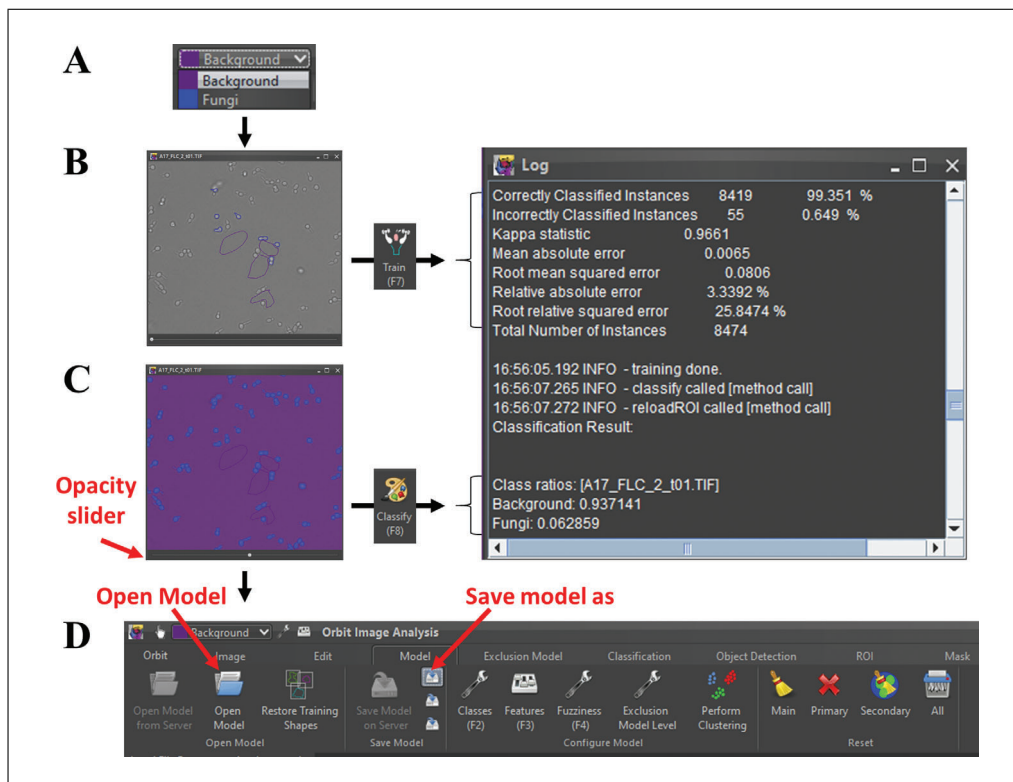 A
Background
Background
Fungi
B
A17_FLC_2_t01.TIF
Train
(F7)
Log
Correctly Classified Instances 8419 99.351 %
Incorrectly Classified Instances 55 0.649 %
Kappa statistic 0.9661
Mean absolute error 0.0065
Root mean squared error 0.0806
Relative absolute error 3.3392 %
Root relative squared error 25.8474 %
Total Number of Instances 8474
16:56:05.192 INFO - training done.
16:56:07.265 INFO - classify called [method call]
16:56:07.272 INFO - reloadROI called [method call]
Classification Result:
Class ratios: [A17_FLC_2_t01.TIF]
Background: 0.937141
Fungi: 0.062859
C
A17_FLC_2_t01.TIF
Opacity
slider
Classify
(F8)
Open Model
Save model as
D
Background
Orbit Image Analysis
Orbit Image Edit Model Exclusion Model Classification Object Detection ROI Mask
Open Model
from Server
Open
Model
Restore Training
Shapes
Open Model
Save Model
on Server
Save Model
Classes
(F2)
Features
(F3)
Fuzziness
(F4)
Exclusion
Model Level
Perform
Clustering
Configure Model
Main
Primary
Secondary
All
Reset